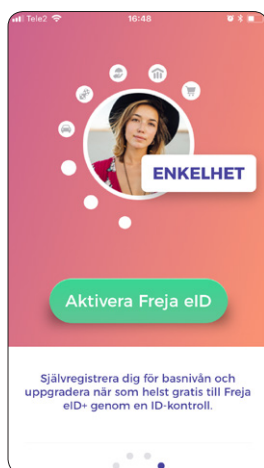 Tele2 16:48
ENKELHET
Aktivera Freja eID
Självregistrera dig för basnivån och
uppgradera när som helst gratis till Freja
eID+ genom en ID-kontroll.